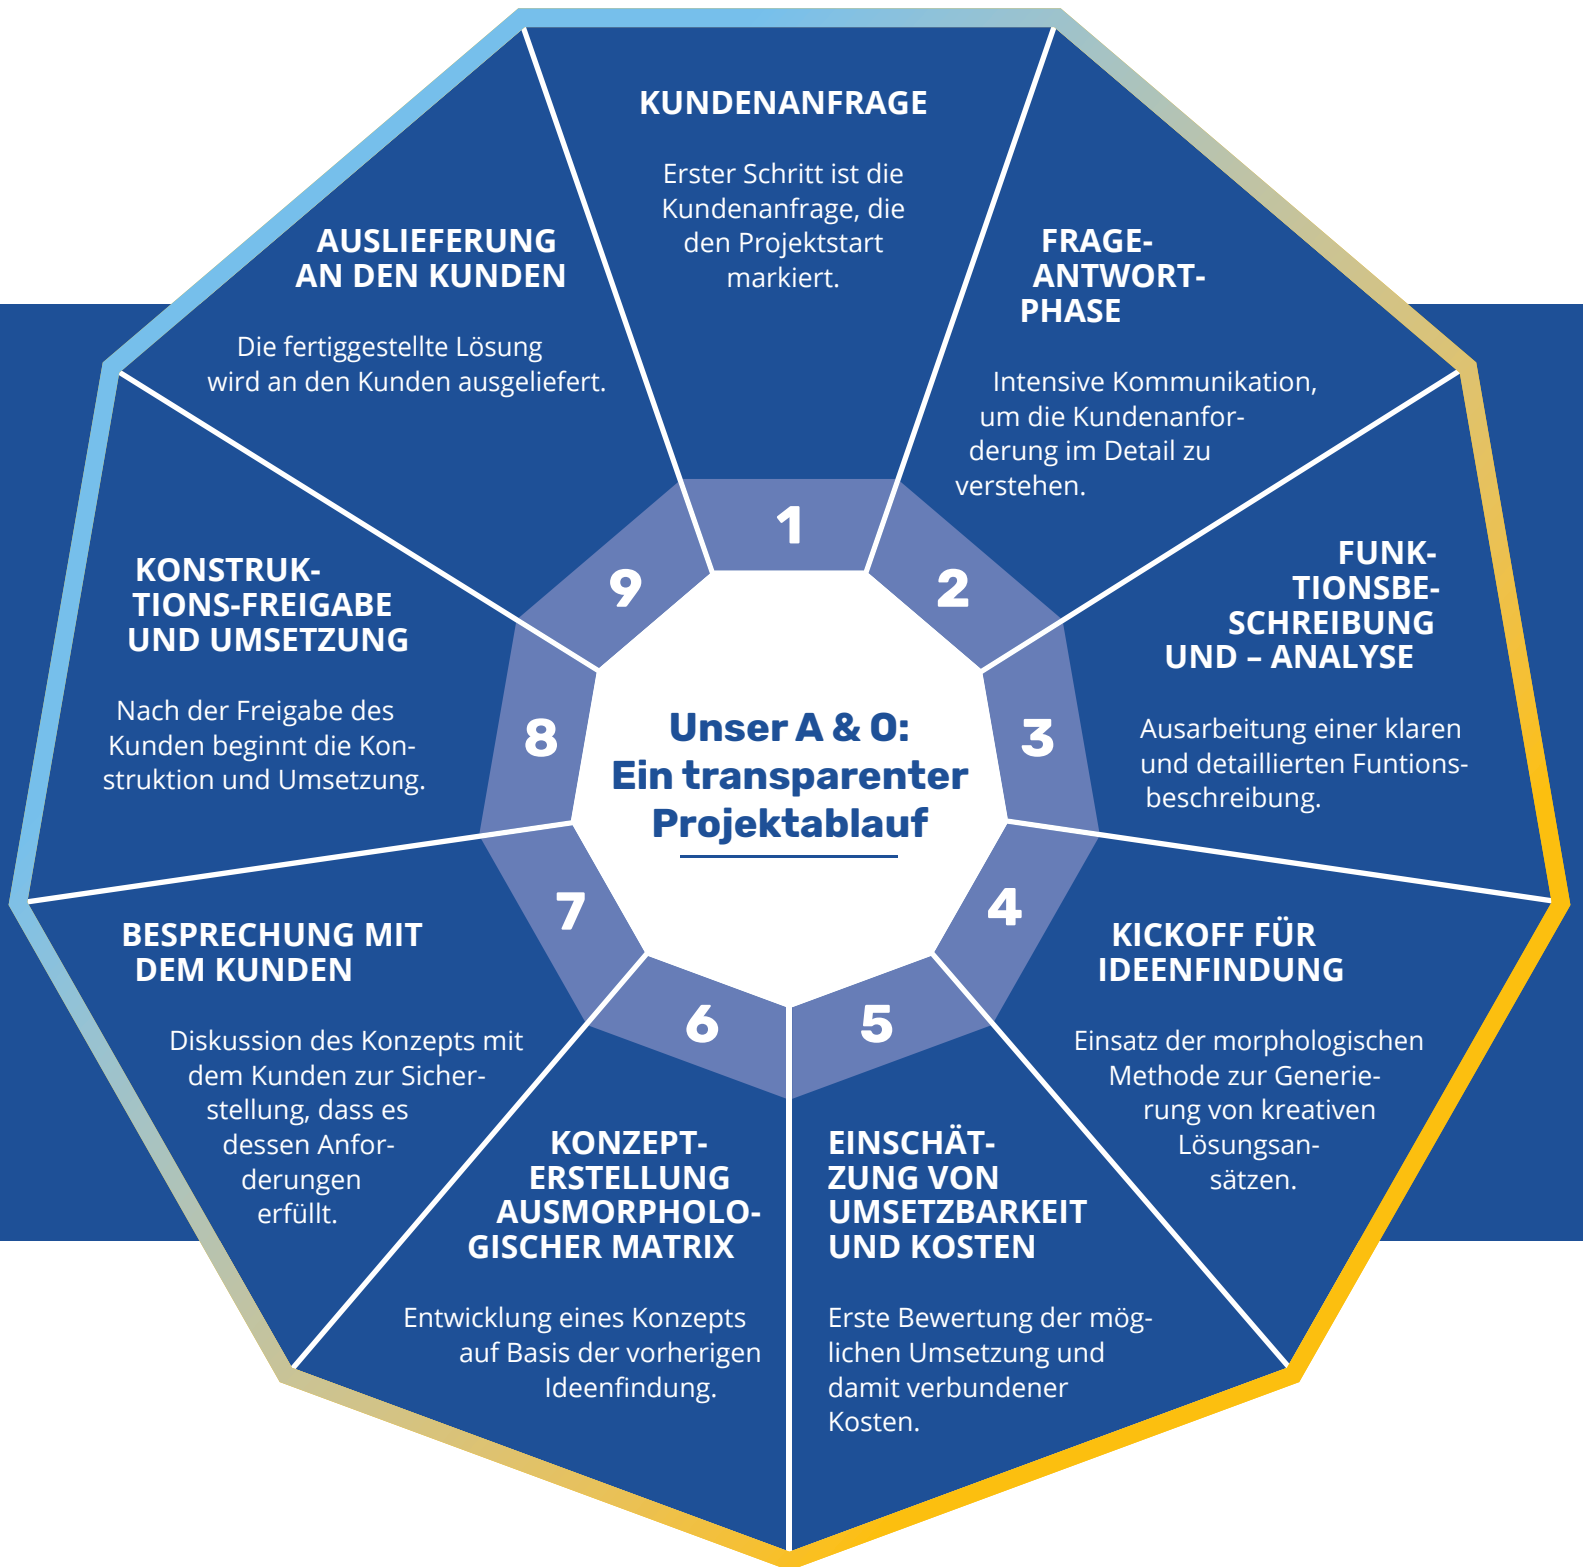 Unser A & O:
Ein transparenter
Projektablauf
1
KUNDENANFRAGE
Erster Schritt ist die
Kundenanfrage, die
den Projektstart
markiert.
2
FRAGE-
ANTWORT-
PHASE
Intensive Kommunikation,
um die Kundenanfor-
derung im Detail zu
verstehen.
3
FUNK-
TIONSBE-
SCHREIBUNG
UND – ANALYSE
Ausarbeitung einer klaren
und detaillierten Funtions-
beschreibung.
4
KICKOFF FÜR
IDEENFINDUNG
Einsatz der morphologischen
Methode zur Generie-
rung von kreativen
Lösungsan-
sätzen.
5
EINSCHÄT-
ZUNG VON
UMSETZBARKEIT
UND KOSTEN
Erste Bewertung der mög-
lichen Umsetzung und
damit verbundener
Kosten.
6
KONZEPT-
ERSTELLUNG
AUSMORPHOLO-
GISCHER MATRIX
Entwicklung eines Konzepts
auf Basis der vorherigen
Ideenfindung.
7
BESPRECHUNG MIT
DEM KUNDEN
Diskussion des Konzepts mit
dem Kunden zur Sicher-
stellung, dass es
dessen Anfor-
derungen
erfüllt.
8
KONSTRUK-
TIONS-FREIGABE
UND UMSETZUNG
Nach der Freigabe des
Kunden beginnt die Kon-
struktion und Umsetzung.
9
AUSLIEFERUNG
AN DEN KUNDEN
Die fertiggestellte Lösung
wird an den Kunden ausgeliefert.